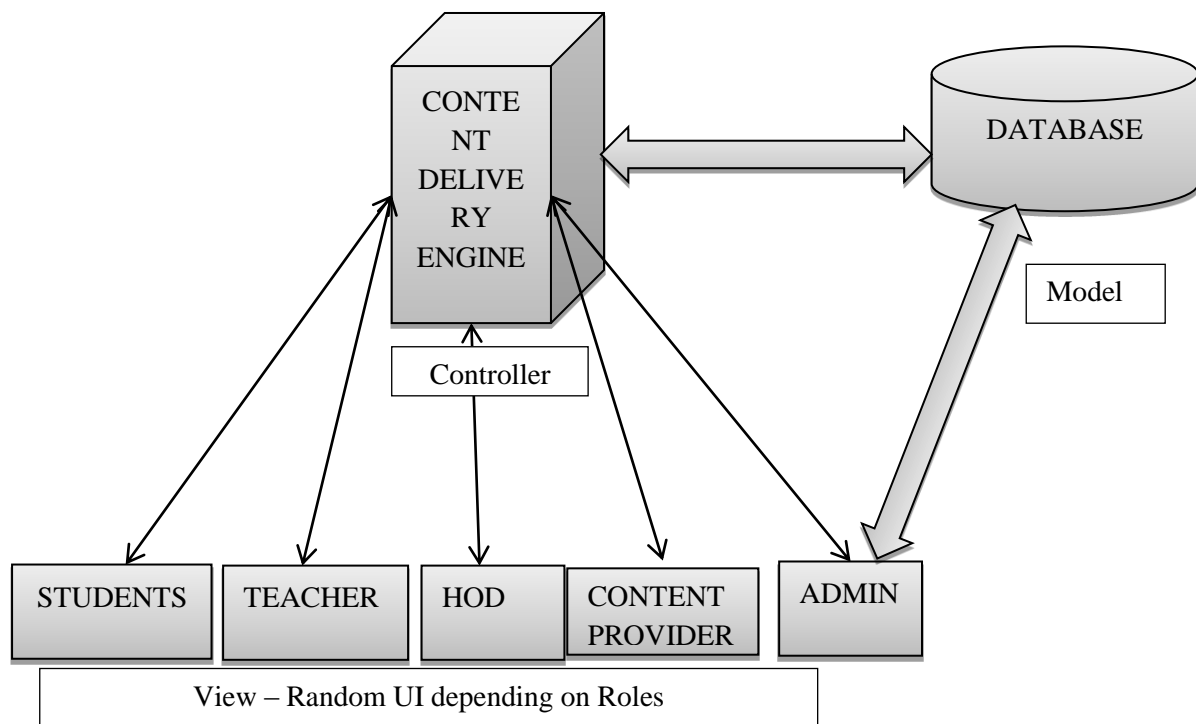 CONTE
NT
DELIVE
RY
ENGINE
DATABASE
Model
Controller
STUDENTS
TEACHER
HOD
CONTENT
PROVIDER
ADMIN
View – Random UI depending on Roles